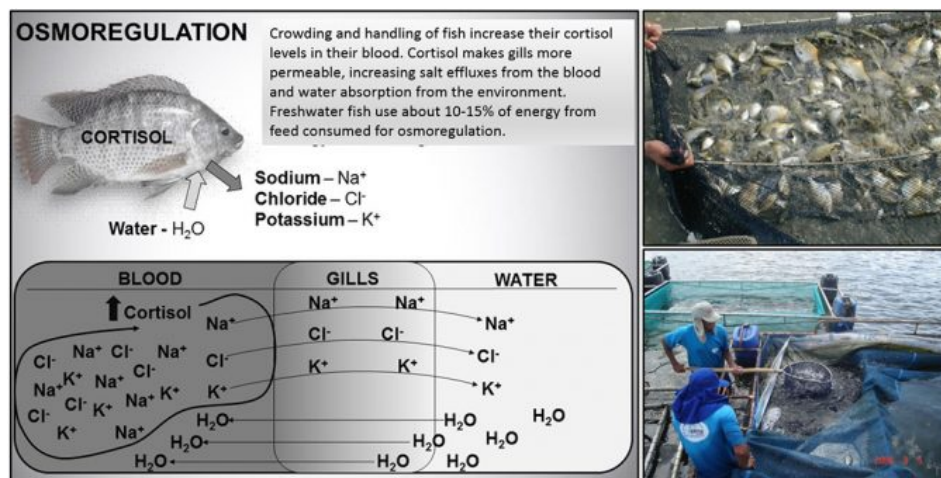 OSMOREGULATION
Crowding and handling of fish increase their cortisol
levels in their blood. Cortisol makes gills more
permeable, increasing salt effluxes from the blood
and water absorption from the environment.
Freshwater fish use about 10-15% of energy from
feed consumed for osmoregulation.
CORTISOL
Sodium – Na⁺
Chloride – Cl⁻
Potassium – K⁺
Water - H₂O
BLOOD GILLS WATER
Cortisol
Na⁺ Na⁺ Na⁺ Na⁺
Cl⁻ Na⁺ Cl⁻ Na⁺ Cl⁻ Cl⁻ Cl⁻ Cl⁻
Na⁺ K⁺ Na⁺ Cl⁻ K⁺ K⁺ K⁺ K⁺ K⁺
Cl⁻ Cl⁻ K⁺ Na⁺
K⁺ Na⁺
H₂O H₂O H₂O
H₂O H₂O H₂O
H₂O H₂O H₂O